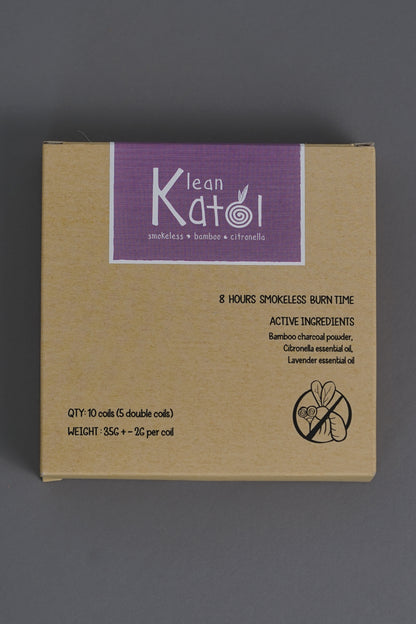 Klean
Katol
smokeless • bamboo • citronella
8 HOURS SMOKELESS BURN TIME
ACTIVE INGREDIENTS
Bamboo charcoal powder,
Citronella essential oil,
Lavender essential oil
QTY: 10 coils (5 double coils)
WEIGHT : 35G + - 2G per coil